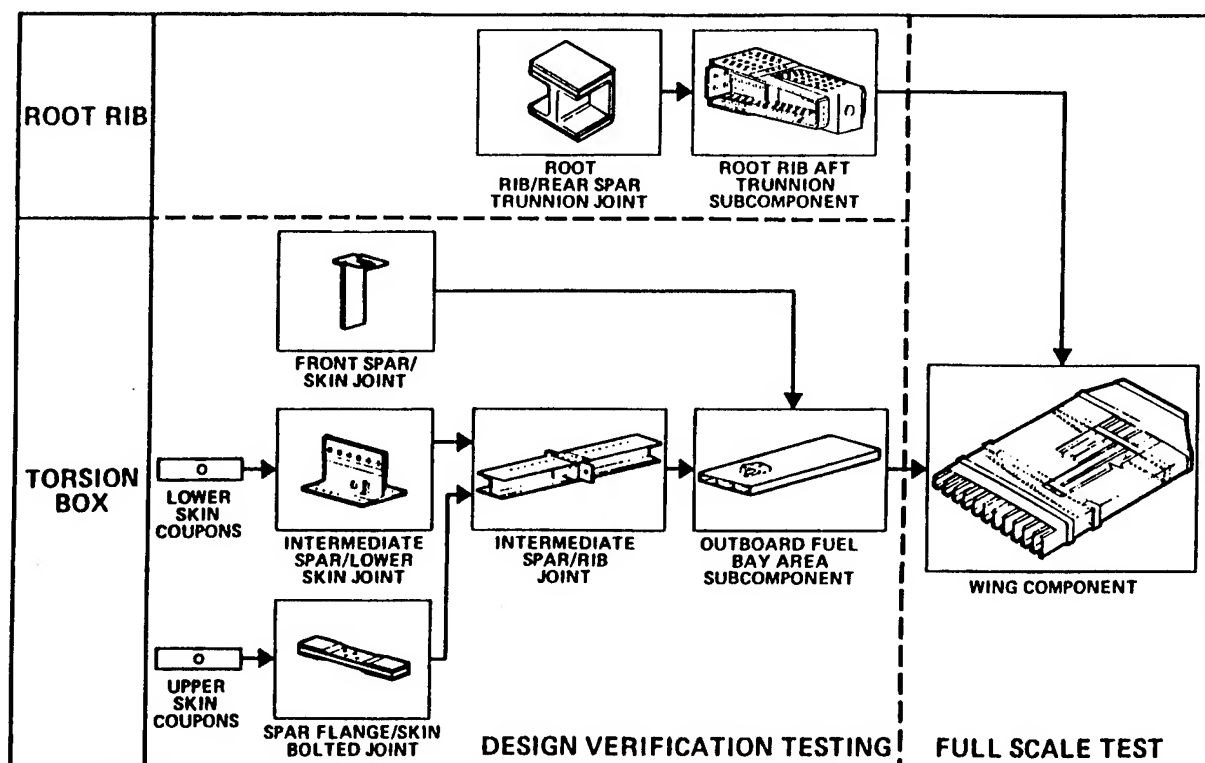 ROOT RIB
ROOT
RIB/REAR SPAR
TRUNNION JOINT
ROOT RIB AFT
TRUNNION
SUBCOMPONENT
TORSION
BOX
FRONT SPAR/
SKIN JOINT
LOWER
SKIN
COUPONS
INTERMEDIATE
SPAR/LOWER
SKIN JOINT
INTERMEDIATE
SPAR/RIB
JOINT
OUTBOARD FUEL
BAY AREA
SUBCOMPONENT
WING COMPONENT
UPPER
SKIN
COUPONS
SPAR FLANGE/SKIN
BOLTED JOINT
DESIGN VERIFICATION TESTING
FULL SCALE TEST